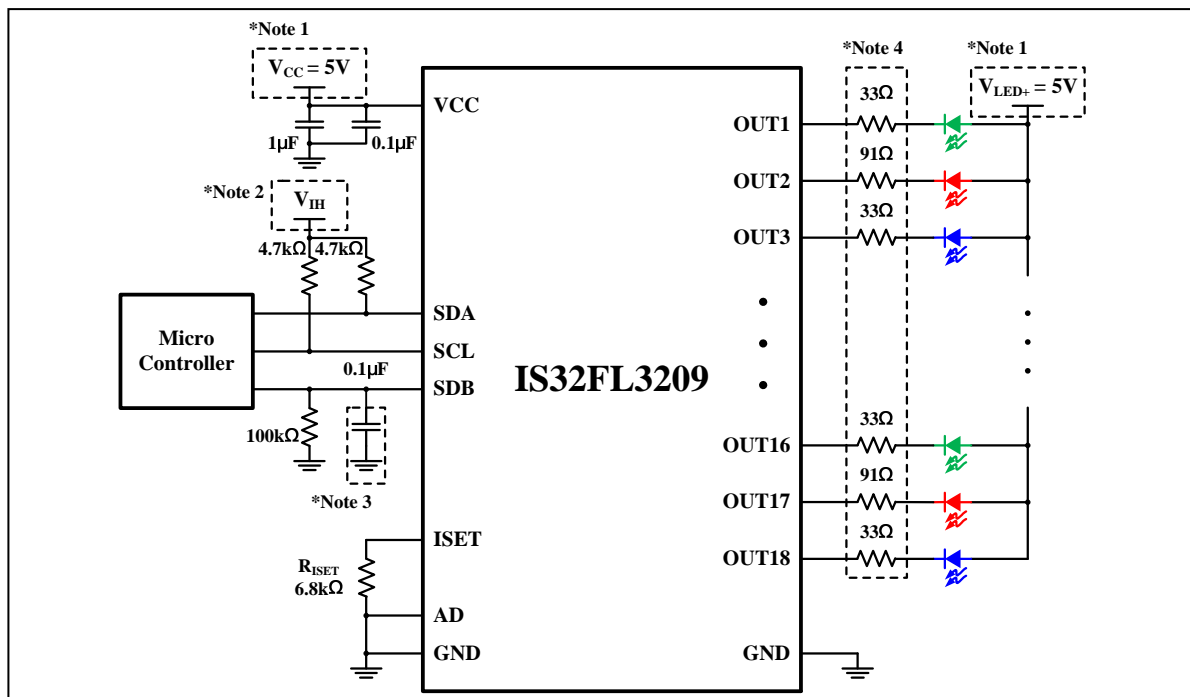 *Note 1
VCC = 5V
1µF
0.1µF
*Note 2
VIH
4.7kΩ 4.7kΩ
Micro
Controller
0.1µF
100kΩ
*Note 3
RISET
6.8kΩ
VCC
SDA
SCL
SDB
ISET
AD
GND
IS32FL3209
OUT1
OUT2
OUT3
OUT16
OUT17
OUT18
GND
*Note 4
33Ω
91Ω
33Ω
33Ω
91Ω
33Ω
*Note 1
VLED+ = 5V